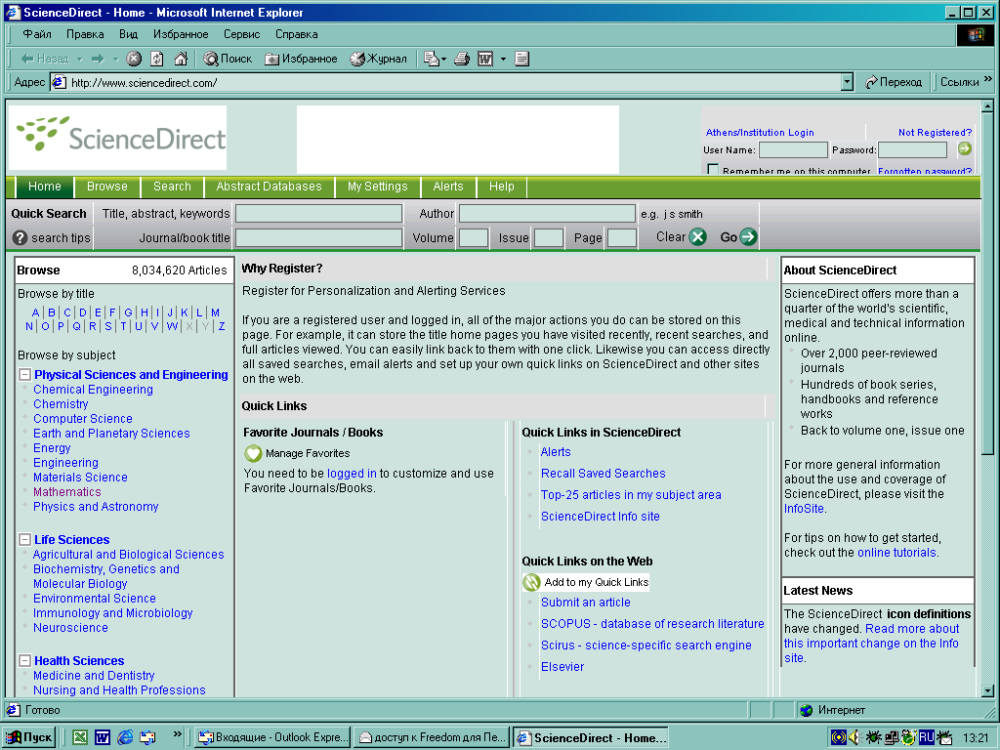 ScienceDirect - Home - Microsoft Internet Explorer
Файл Правка Вид Избранное Сервис Справка
Назад Поиск Избранное Журнал
Адрес http://www.sciencedirect.com/ Переход Ссылки »
ScienceDirect
Athens/Institution Login Not Registered?
User Name: Password:
Remember me on this computer Forgotten password?
Home Browse Search Abstract Databases My Settings Alerts Help
Quick Search Title, abstract, keywords Author e.g. j s smith
? search tips Journal/book title Volume Issue Page Clear Go
Browse 8,034,620 Articles
Browse by title
A | B | C | D | E | F | G | H | I | J | K | L | M
N | O | P | Q | R | S | T | U | V | W | X | Y | Z
Browse by subject
Physical Sciences and Engineering
Chemical Engineering
Chemistry
Computer Science
Earth and Planetary Sciences
Energy
Engineering
Materials Science
Mathematics
Physics and Astronomy
Life Sciences
Agricultural and Biological Sciences
Biochemistry, Genetics and
Molecular Biology
Environmental Science
Immunology and Microbiology
Neuroscience
Health Sciences
Medicine and Dentistry
Nursing and Health Professions
Why Register?
Register for Personalization and Alerting Services
If you are a registered user and logged in, all of the major actions you do can be stored on this
page. For example, it can store the title home pages you have visited recently, recent searches, and
full articles viewed. You can easily link back to them with one click. Likewise you can access directly
all saved searches, email alerts and set up your own quick links on ScienceDirect and other sites
on the web.
Quick Links
Favorite Journals / Books
Manage Favorites
You need to be logged in to customize and use
Favorite Journals/Books.
Quick Links in ScienceDirect
Alerts
Recall Saved Searches
Top-25 articles in my subject area
ScienceDirect Info site
Quick Links on the Web
Add to my Quick Links
Submit an article
SCOPUS - database of research literature
Scirus - science-specific search engine
Elsevier
About ScienceDirect
ScienceDirect offers more than a
quarter of the world's scientific,
medical and technical information
online.
Over 2,000 peer-reviewed
journals
Hundreds of book series,
handbooks and reference
works
Back to volume one, issue one
For more general information
about the use and coverage of
ScienceDirect, please visit the
InfoSite.
For tips on how to get started,
check out the online tutorials.
Latest News
The ScienceDirect icon definitions
have changed. Read more about
this important change on the Info
site.
Готово Интернет
Пуск » Входящие - Outlook Expre... доступ к Freedom для Пе... ScienceDirect - Home... RU 13:21